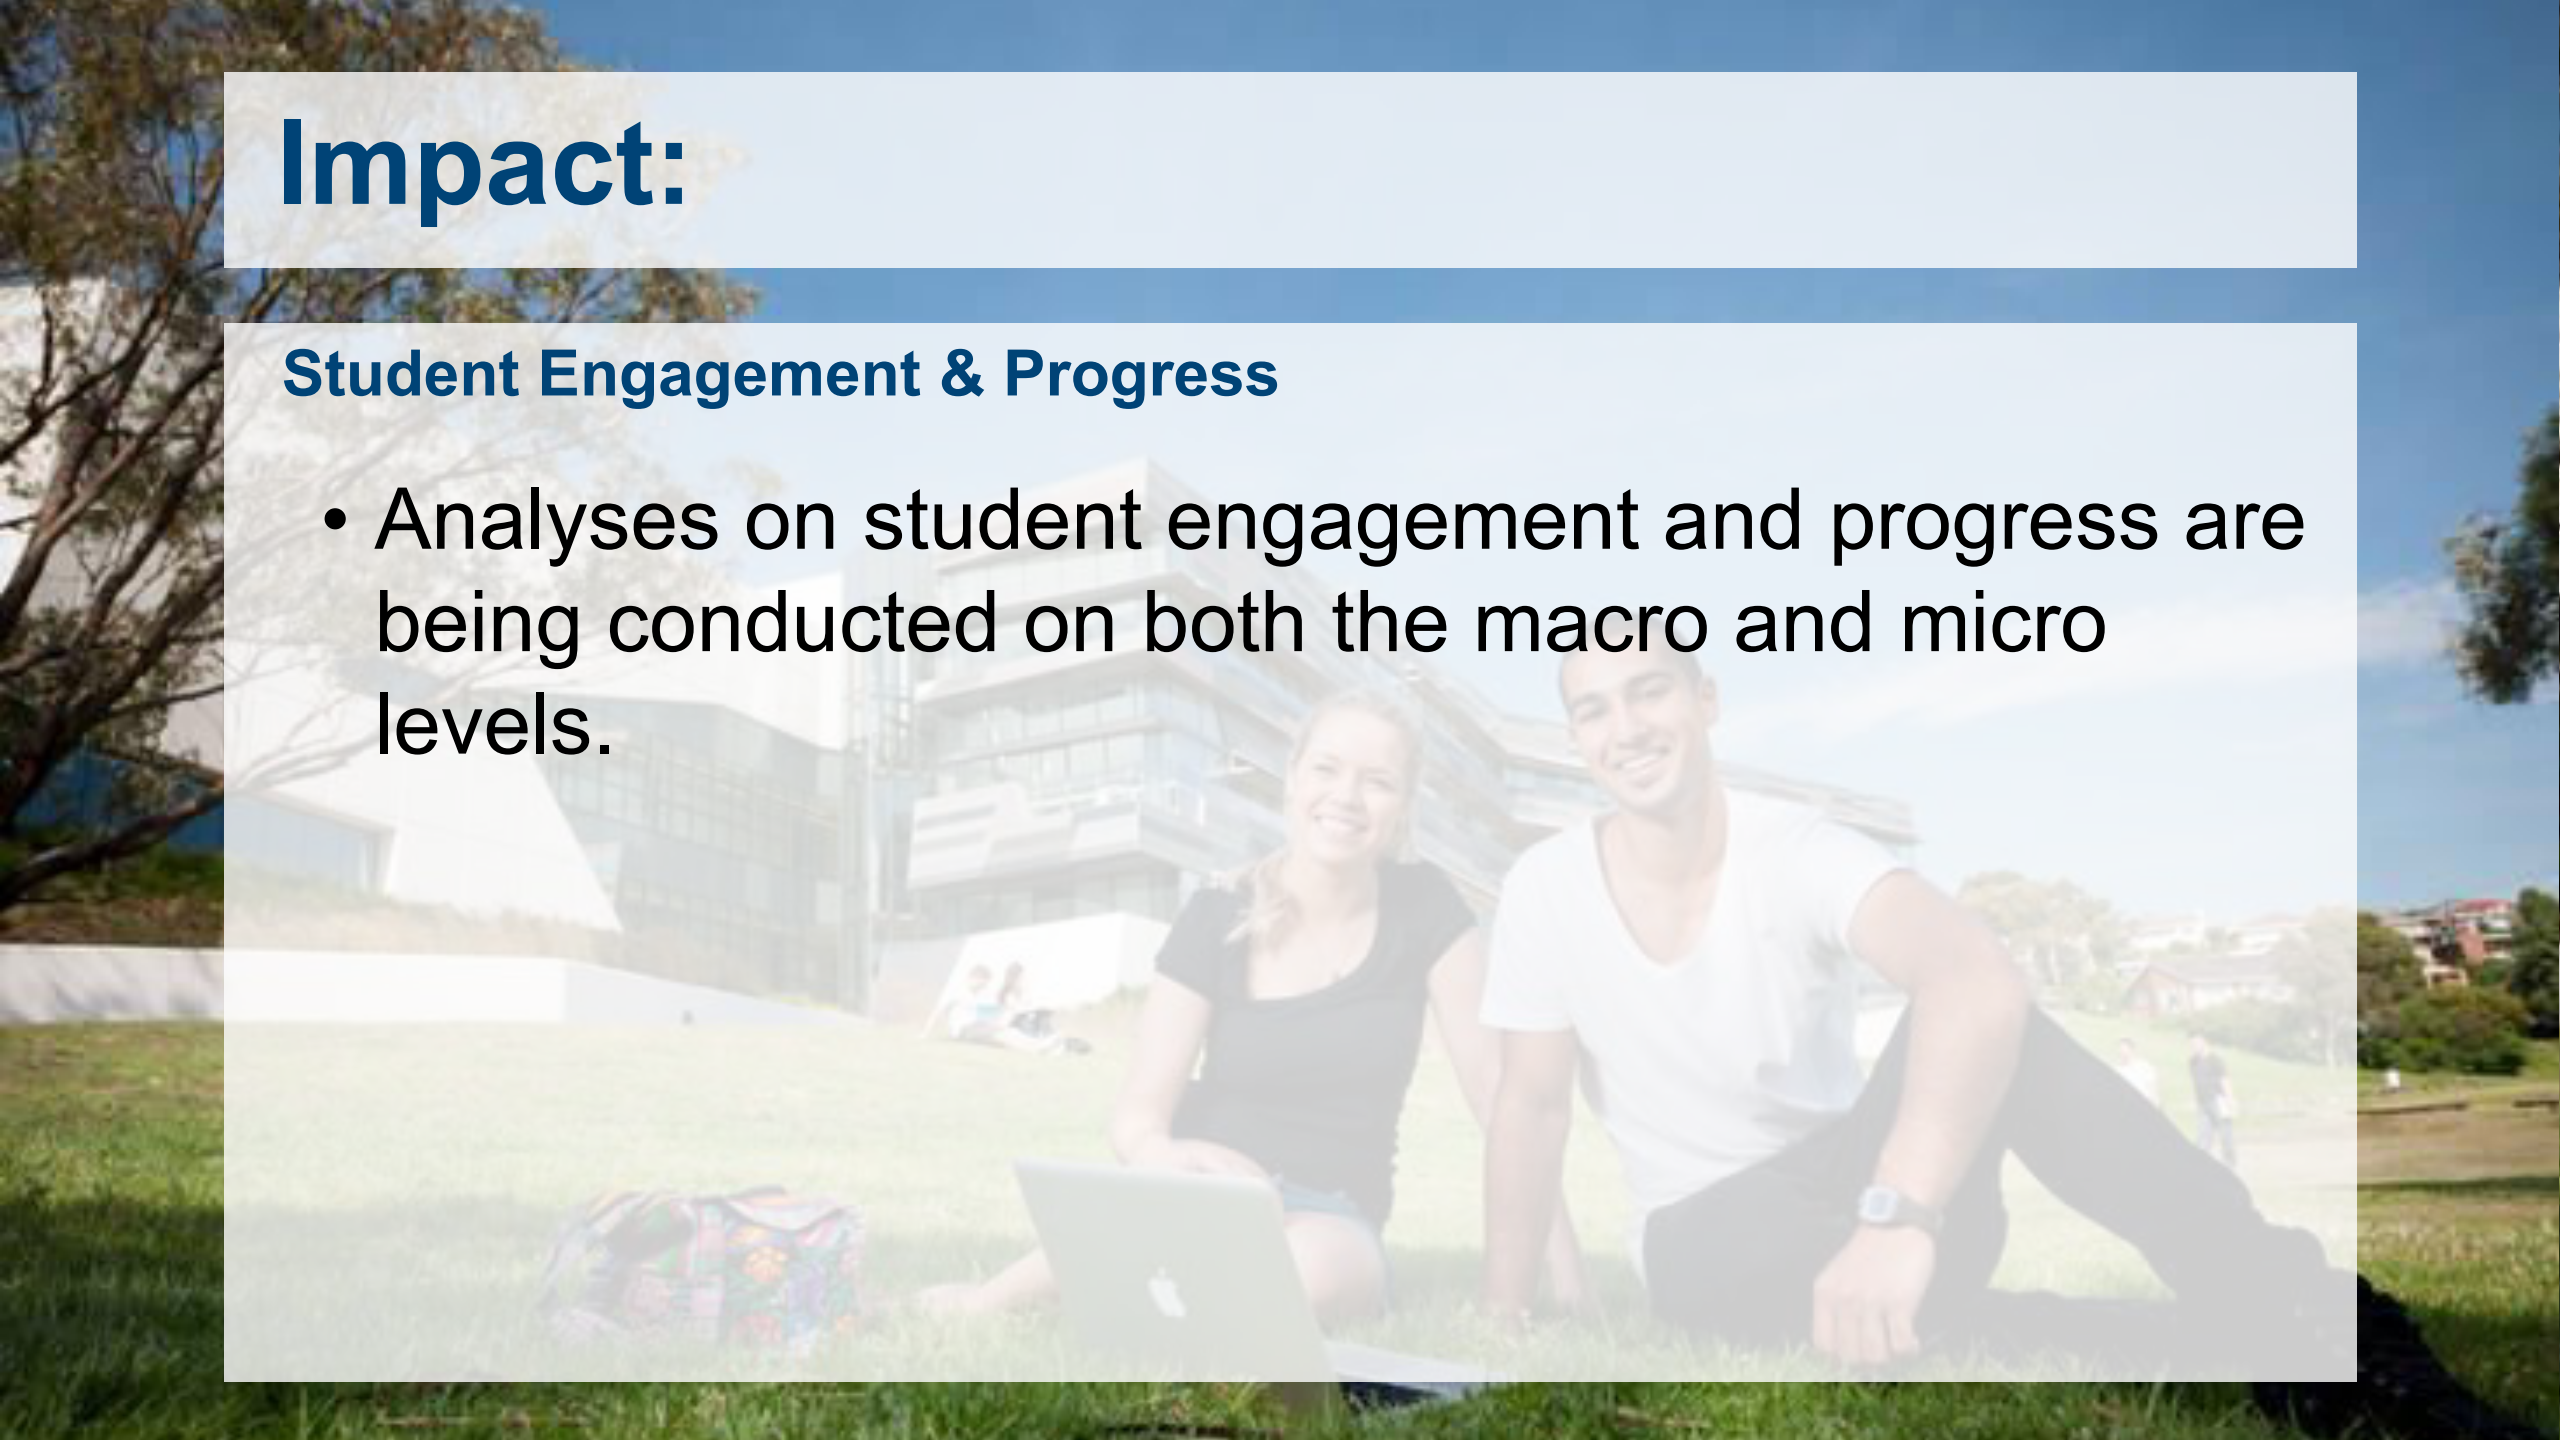 Impact:
Student Engagement & Progress
• Analyses on student engagement and progress are
being conducted on both the macro and micro
levels.